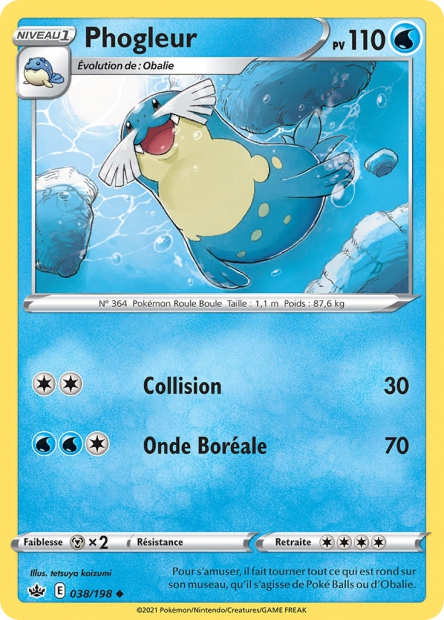 NIVEAU 1
Phogleur
PV 110
Évolution de : Obalie
N° 364 Pokémon Roule Boule Taille : 1,1 m Poids : 87,6 kg
Collision 30
Onde Boréale 70
Faiblesse ×2 Résistance Retraite
Illus. tetsuya koizumi
Pour s'amuser, il fait tourner tout ce qui est rond
sur son museau, qu'il s'agisse de Poké Balls ou d'Obalie.
E 038/198
©2021 Pokémon/Nintendo/Creatures/GAME FREAK